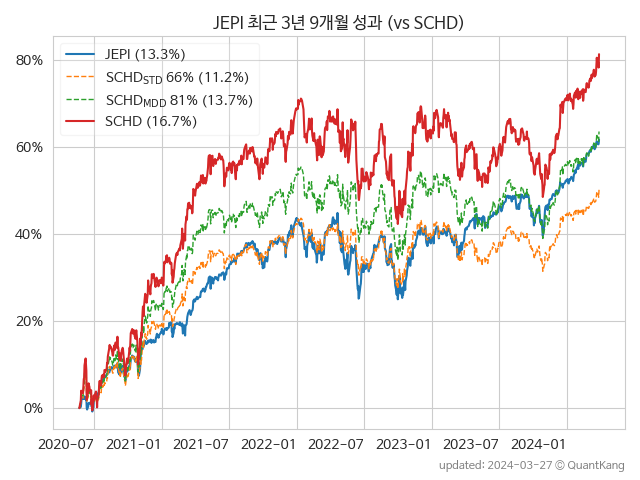 JEPI 최근 3년 9개월 성과 (vs SCHD)
JEPI (13.3%)
SCHD_STD 66% (11.2%)
SCHD_MDD 81% (13.7%)
SCHD (16.7%)
80%
60%
40%
20%
0%
2020-07 2021-01 2021-07 2022-01 2022-07 2023-01 2023-07 2024-01
updated: 2024-03-27 © QuantKang